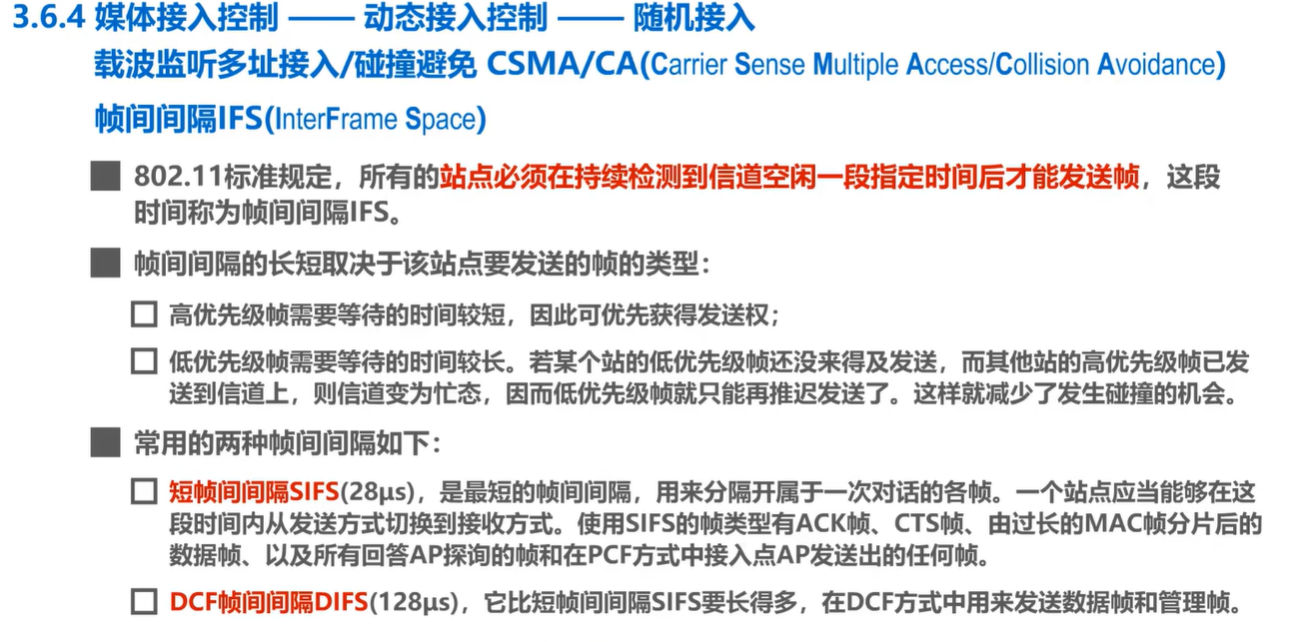 3.6.4 媒体接入控制 —— 动态接入控制 —— 随机接入
载波监听多址接入/碰撞避免 CSMA/CA(Carrier Sense Multiple Access/Collision Avoidance)
帧间间隔IFS(InterFrame Space)
802.11标准规定，所有的站点必须在持续检测到信道空闲一段指定时间后才能发送帧，这段
时间称为帧间间隔IFS。
帧间间隔的长短取决于该站点要发送的帧的类型：
高优先级帧需要等待的时间较短，因此可优先获得发送权；
低优先级帧需要等待的时间较长。若某个站的低优先级帧还没来得及发送，而其他站的高优先级帧已发
送到信道上，则信道变为忙态，因而低优先级帧就只能再推迟发送了。这样就减少了发生碰撞的机会。
常用的两种帧间间隔如下：
短帧间间隔SIFS(28μs)，是最短的帧间间隔，用来分隔开属于一次对话的各帧。一个站点应当能够在这
段时间内从发送方式切换到接收方式。使用SIFS的帧类型有ACK帧、CTS帧、由过长的MAC帧分片后的
数据帧、以及所有回答AP探询的帧和在PCF方式中接入点AP发送出的任何帧。
DCF帧间间隔DIFS(128μs)，它比短帧间间隔SIFS要长得多，在DCF方式中用来发送数据帧和管理帧。